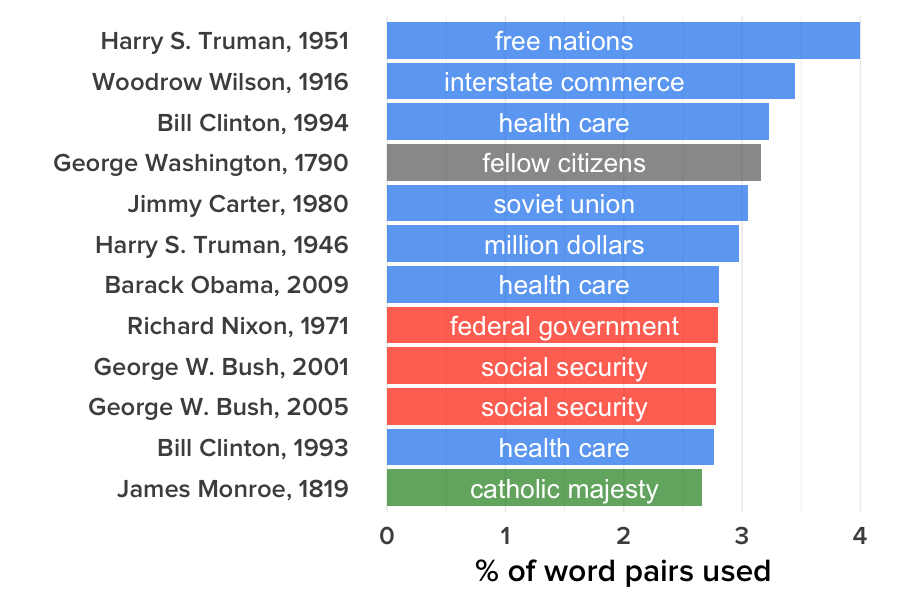 Harry S. Truman, 1951 free nations
Woodrow Wilson, 1916 interstate commerce
Bill Clinton, 1994 health care
George Washington, 1790 fellow citizens
Jimmy Carter, 1980 soviet union
Harry S. Truman, 1946 million dollars
Barack Obama, 2009 health care
Richard Nixon, 1971 federal government
George W. Bush, 2001 social security
George W. Bush, 2005 social security
Bill Clinton, 1993 health care
James Monroe, 1819 catholic majesty
0 1 2 3 4
% of word pairs used